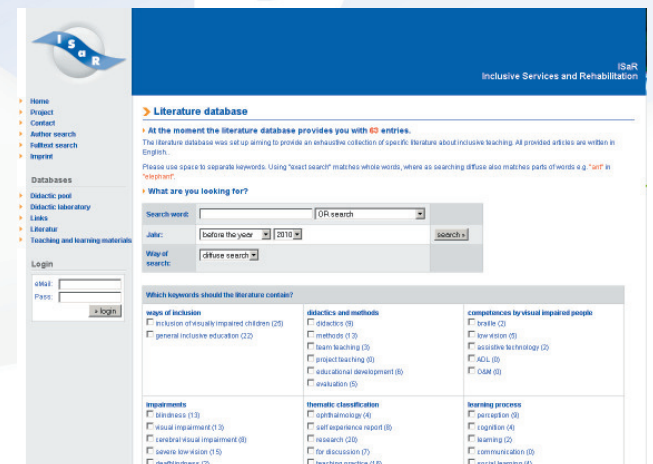 I S a R
ISaR
Inclusive Services and Rehabilitation
Home
Project
Contact
Author search
Fulltext search
Imprint
Databases
Didactic pool
Didactic laboratory
Links
Literatur
Teaching and learning materials
Login
eMail:
Pass:
» login
Literature database
At the moment the literature database provides you with 60 entries.
The literature database was set up aiming to provide an exhaustive collection of specific literature about inclusive teaching. All provided articles are written in
English.
Please use space to separate keywords. Using "exact search" matches whole words, where as searching diffuse also matches parts of words e.g. "ant" in
"elephant".
What are you looking for?
Search word: OR search
Jahr: before the year 2010 search »
Way of
search: diffuse search
Which keywords should the literature contain?
ways of inclusion
inclusion of visually impaired children (25)
general inclusive education (22)
didactics and methods
didactics (9)
methods (13)
team teaching (3)
project teaching (0)
educational development (6)
evaluation (5)
competences by visual impaired people
braille (2)
low vision (6)
assistive technology (2)
ADL (0)
O&M (0)
impairments
blindness (13)
visual impairment (13)
cerebral visual impairment (8)
severe low vision (15)
deafblindness (2)
thematic classification
ophthalmology (4)
self experience report (8)
research (20)
for discussion (7)
teaching practice (18)
learning process
perception (9)
cognition (4)
learning (2)
communication (0)
social learning (4)